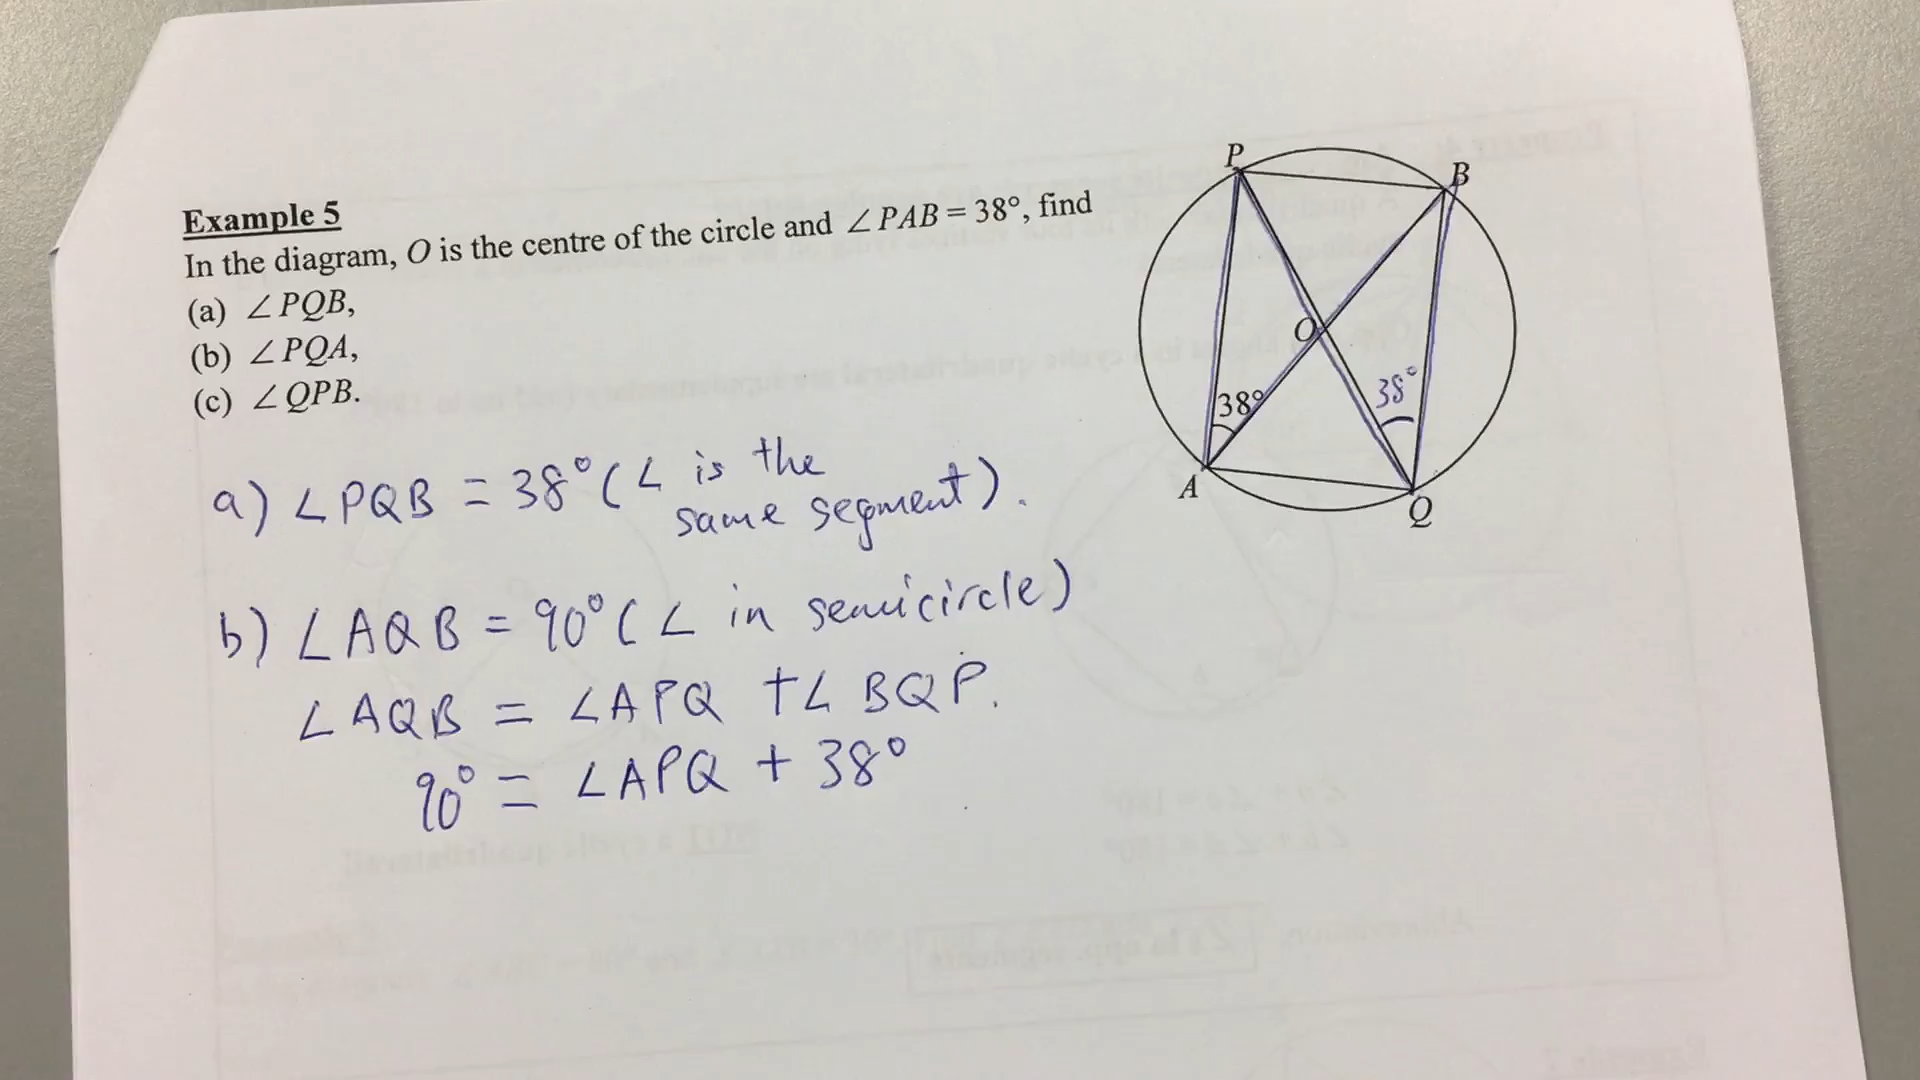 Example 5
In the diagram, O is the centre of the circle and ∠PAB = 38°, find
(a) ∠PQB,
(b) ∠PQA,
(c) ∠QPB.
P
B
O
38°
38°
A
Q
a) ∠PQB = 38° (∠ is the
same segment).
b) ∠AQB = 90° (∠ in semicircle)
∠AQB = ∠APQ + ∠BQP.
90° = ∠APQ + 38°